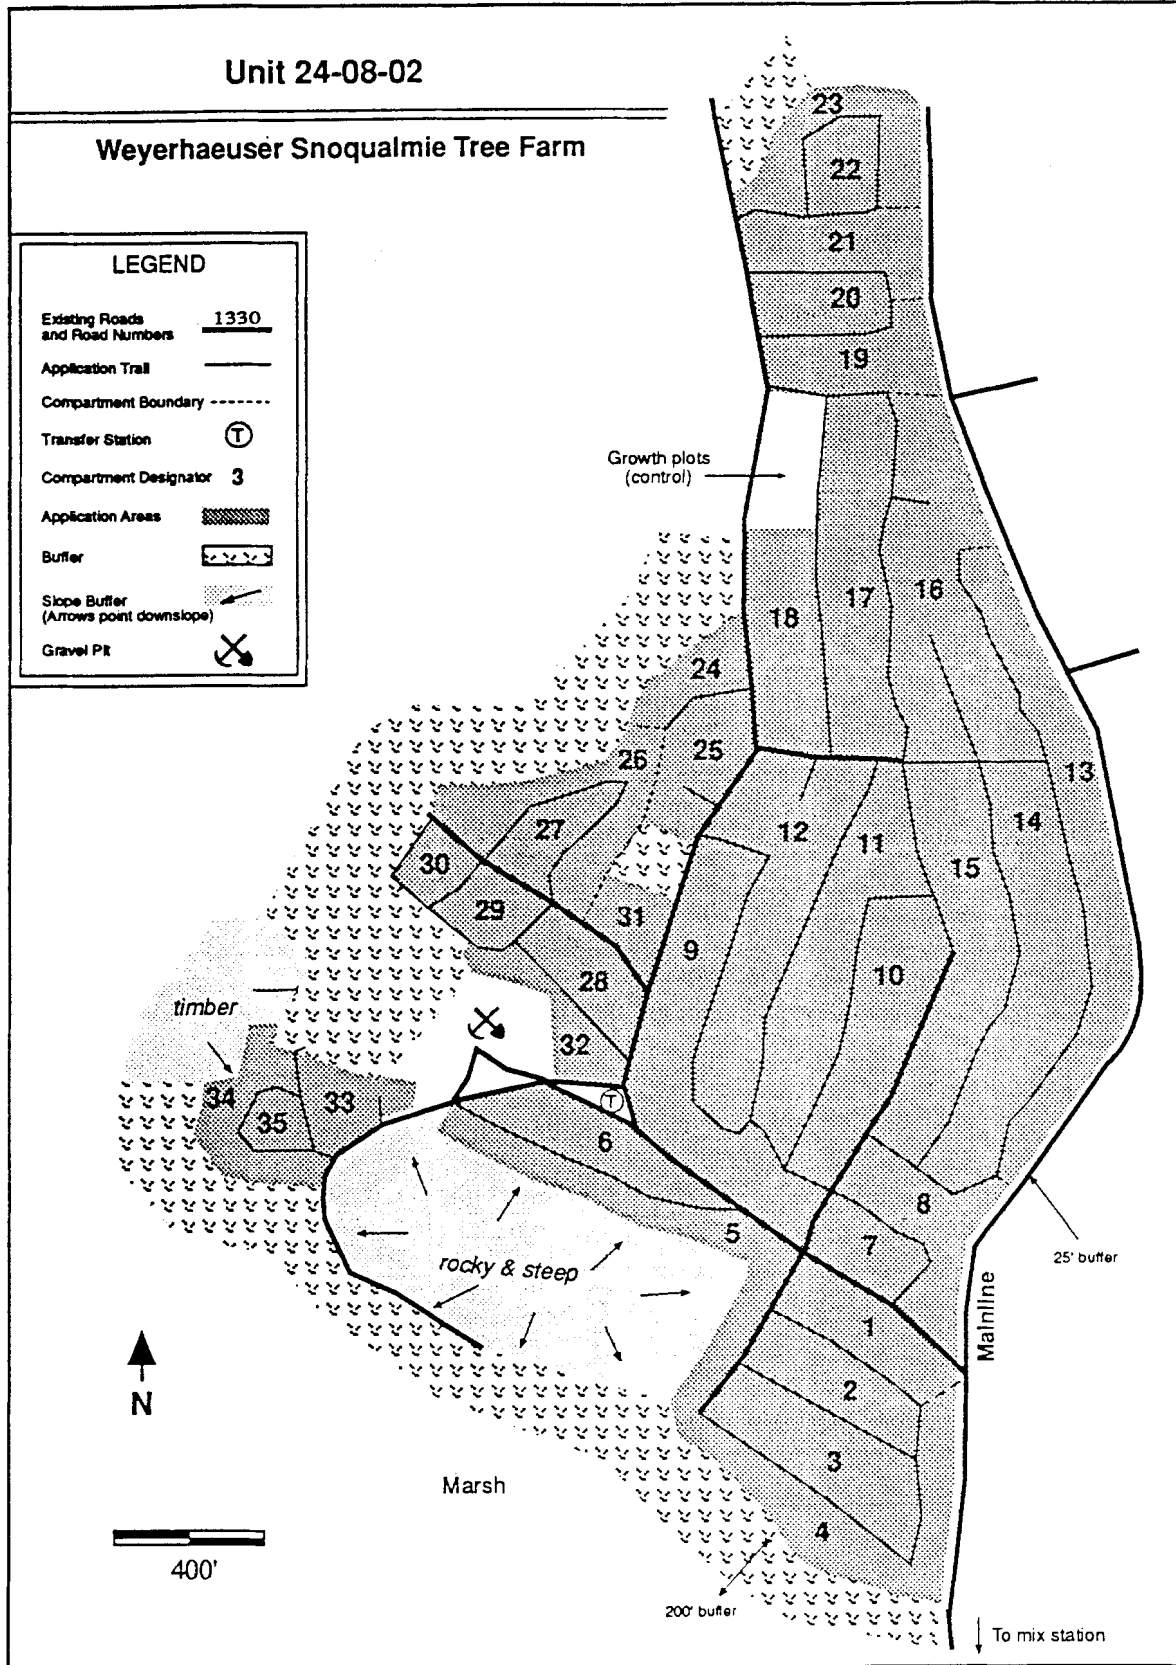 Unit 24-08-02
Weyerhaeuser Snoqualmie Tree Farm
LEGEND
Existing Roads 1330
and Road Numbers
Application Trail
Compartment Boundary
Transfer Station T
Compartment Designator 3
Application Areas
Buffer
Slope Buffer
(Arrows point downslope)
Gravel Pit
23
22
21
20
19
Growth plots
(control)
18
17
16
24
25
26
13
27
12
11
14
15
30
29
31
9
10
28
timber
32
34
35
33
T
6
8
5
7
25' buffer
rocky & steep
1
Mainline
N
2
3
Marsh
4
400'
200' buffer
To mix station